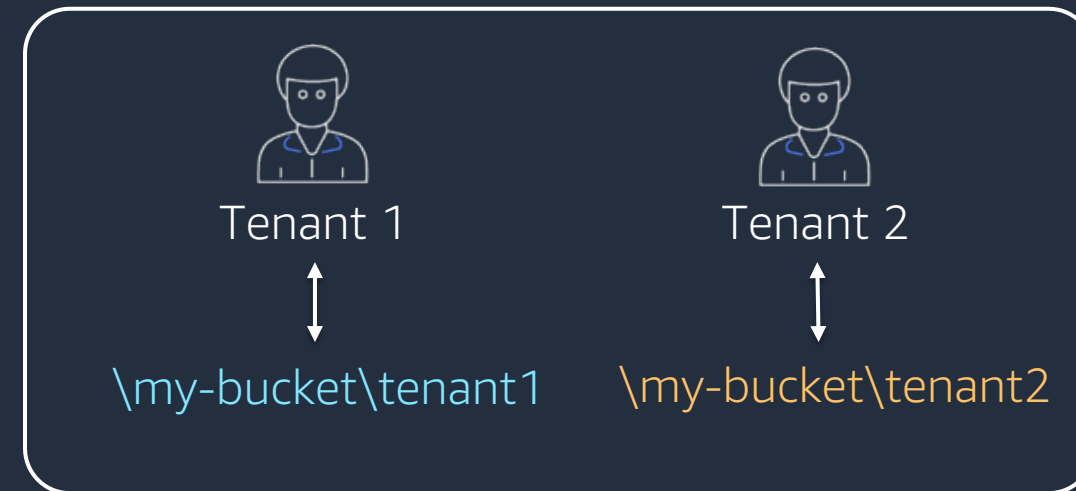 Tenant 1
Tenant 2
\my-bucket\tenant1
\my-bucket\tenant2